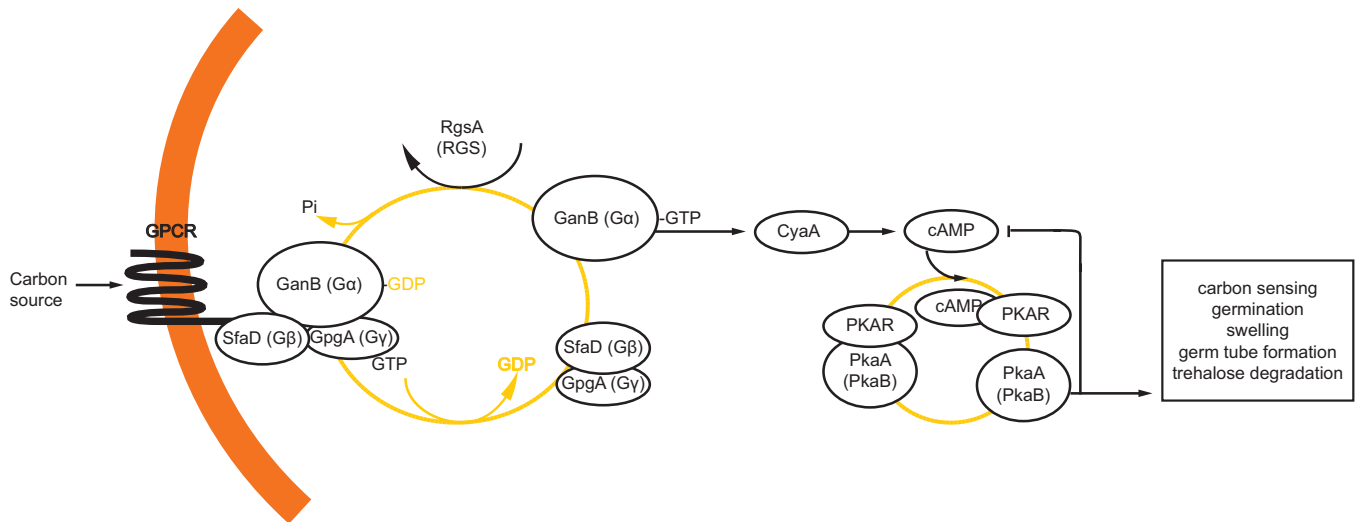 Carbon
source
GPCR
RgsA
(RGS)
Pi
GanB (Gα)
-GDP
SfaD (Gβ)
GpgA (Gγ)
GTP
GDP
GanB (Gα)
-GTP
SfaD (Gβ)
GpgA (Gγ)
CyaA
cAMP
cAMP
PKAR
PKAR
PkaA
(PkaB)
PkaA
(PkaB)
carbon sensing
germination
swelling
germ tube formation
trehalose degradation